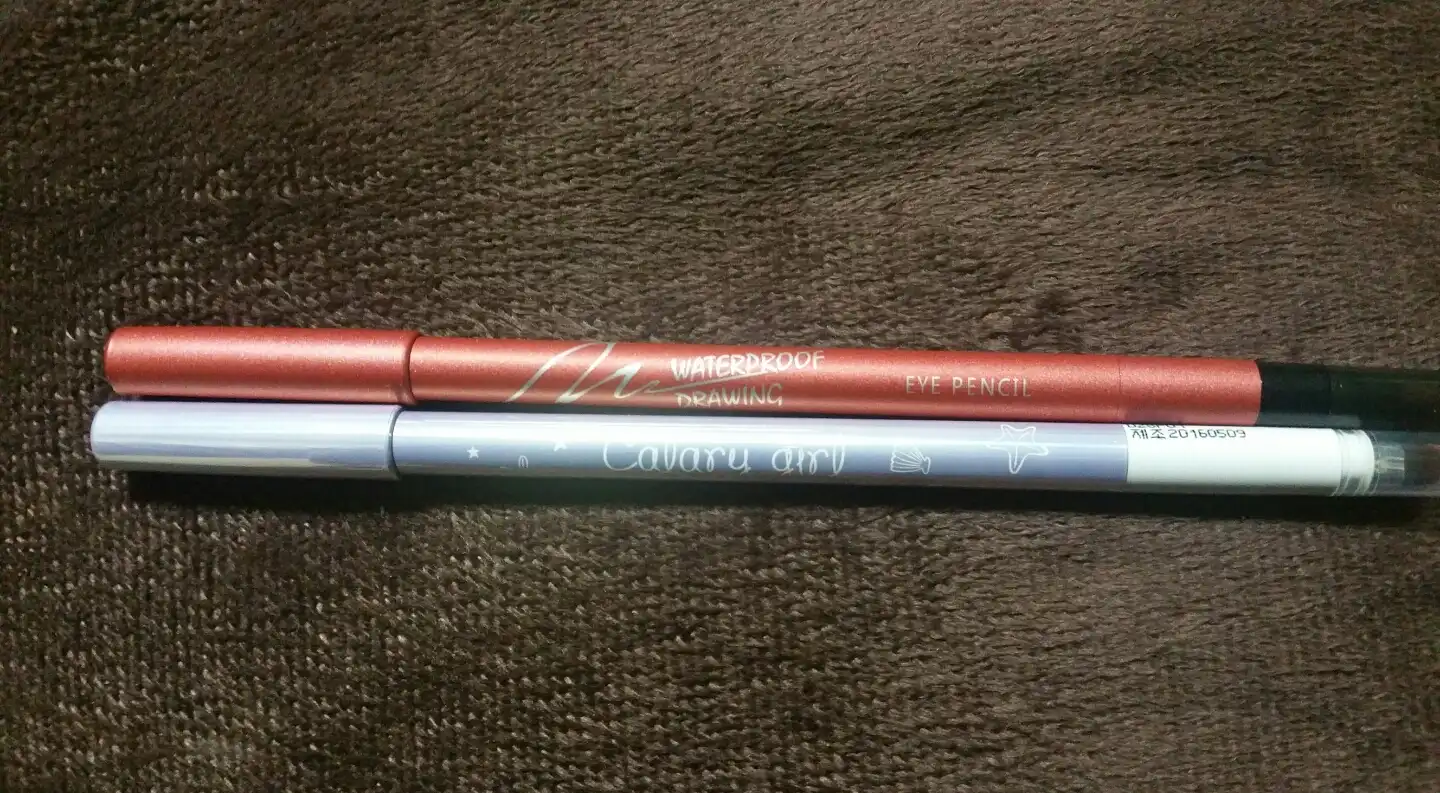 WATERPROOF
DRAWING
EYE PENCIL
Calary girl
제조20160509